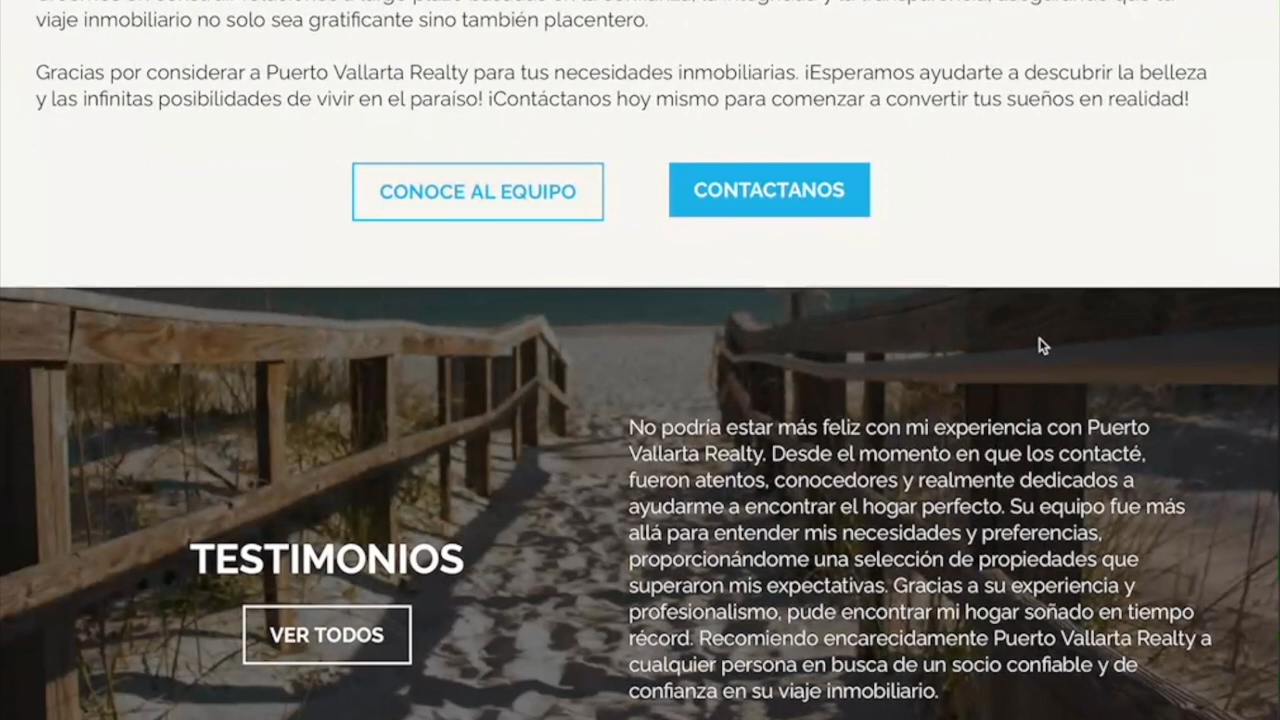 viaje inmobiliario no solo sea gratificante sino también placentero.
Gracias por considerar a Puerto Vallarta Realty para tus necesidades inmobiliarias. ¡Esperamos ayudarte a descubrir la belleza
y las infinitas posibilidades de vivir en el paraíso! ¡Contáctanos hoy mismo para comenzar a convertir tus sueños en realidad!
CONOCE AL EQUIPO
CONTACTANOS
TESTIMONIOS
VER TODOS
No podría estar más feliz con mi experiencia con Puerto
Vallarta Realty. Desde el momento en que los contacté,
fueron atentos, conocedores y realmente dedicados a
ayudarme a encontrar el hogar perfecto. Su equipo fue más
allá para entender mis necesidades y preferencias,
proporcionándome una selección de propiedades que
superaron mis expectativas. Gracias a su experiencia y
profesionalismo, pude encontrar mi hogar soñado en tiempo
récord. Recomiendo encarecidamente Puerto Vallarta Realty a
cualquier persona en busca de un socio confiable y de
confianza en su viaje inmobiliario.